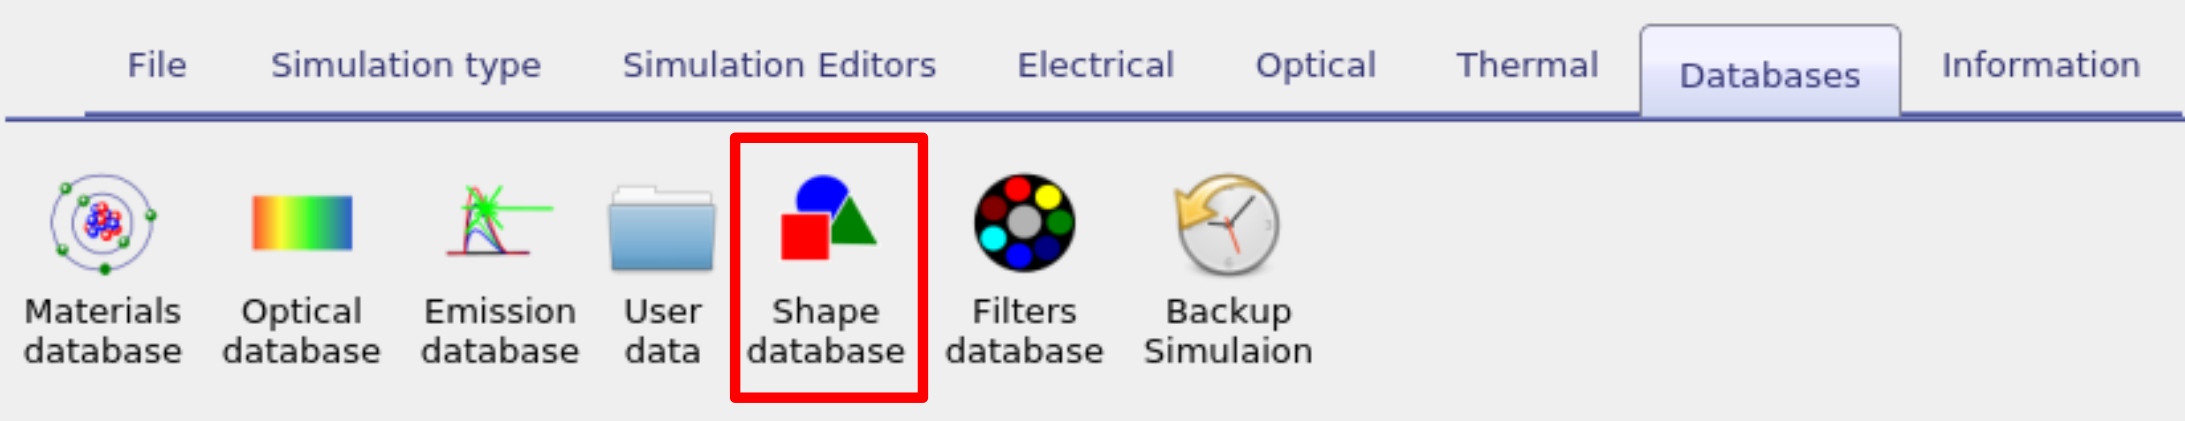 File Simulation type Simulation Editors Electrical Optical Thermal Databases Information
Materials database
Optical database
Emission database
User data
Shape database
Filters database
Backup Simulaion